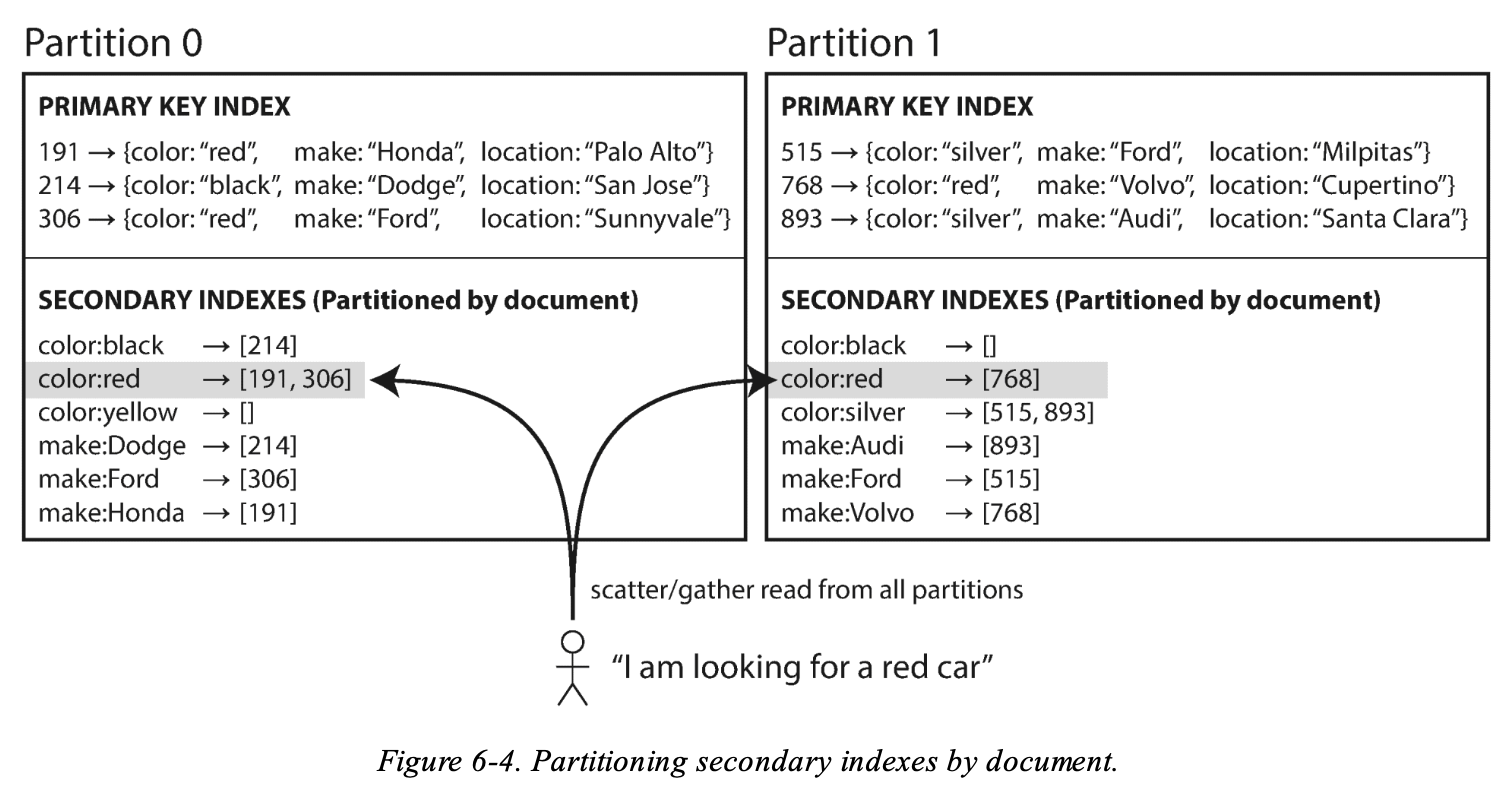 Partition 0
PRIMARY KEY INDEX
191 → {color: “red”, make: “Honda”, location: “Palo Alto”}
214 → {color: “black”, make: “Dodge”, location: “San Jose”}
306 → {color: “red”, make: “Ford”, location: “Sunnyvale”}
SECONDARY INDEXES (Partitioned by document)
color:black → [214]
color:red → [191, 306]
color:yellow → []
make:Dodge → [214]
make:Ford → [306]
make:Honda → [191]
Partition 1
PRIMARY KEY INDEX
515 → {color: “silver”, make: “Ford”, location: “Milpitas”}
768 → {color: “red”, make: “Volvo”, location: “Cupertino”}
893 → {color: “silver”, make: “Audi”, location: “Santa Clara”}
SECONDARY INDEXES (Partitioned by document)
color:black → []
color:red → [768]
color:silver → [515, 893]
make:Audi → [893]
make:Ford → [515]
make:Volvo → [768]
scatter/gather read from all partitions
“I am looking for a red car”
Figure 6-4. Partitioning secondary indexes by document.